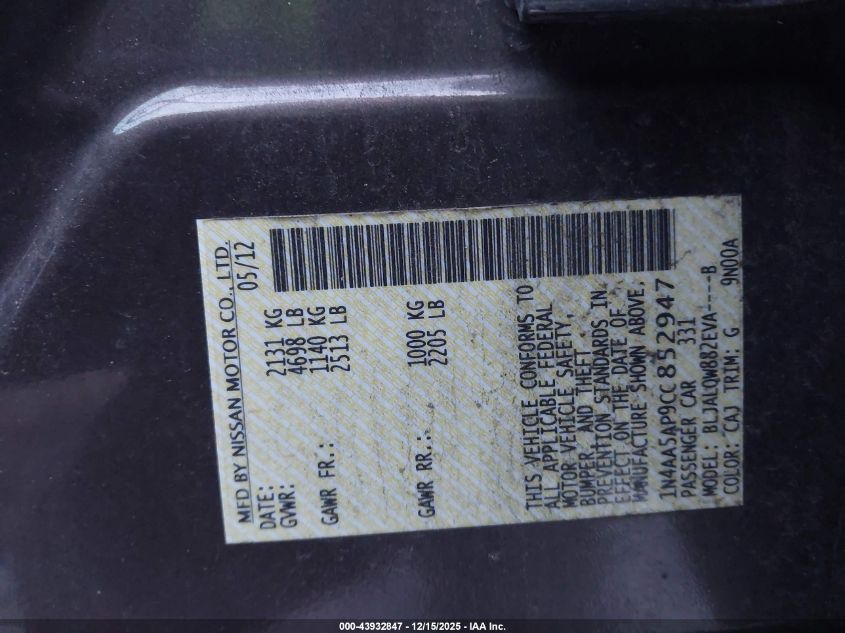 MFD BY NISSAN MOTOR CO., LTD.
DATE: 05/12
GVWR: 2131 KG
4698 LB
GAWR FR.: 1140 KG
2513 LB
GAWR RR.: 1000 KG
2205 LB
THIS VEHICLE CONFORMS TO
ALL APPLICABLE FEDERAL
MOTOR VEHICLE SAFETY,
BUMPER, AND THEFT
PREVENTION STANDARDS IN
EFFECT ON THE DATE OF
MANUFACTURE SHOWN ABOVE.
1N4AA5AP9CC852947
PASSENGER CAR 331
MODEL: BLJALQW882EVA----B
COLOR: CAJ TRIM: G 9N00A
000-43932847 - 12/15/2025 - IAA Inc.